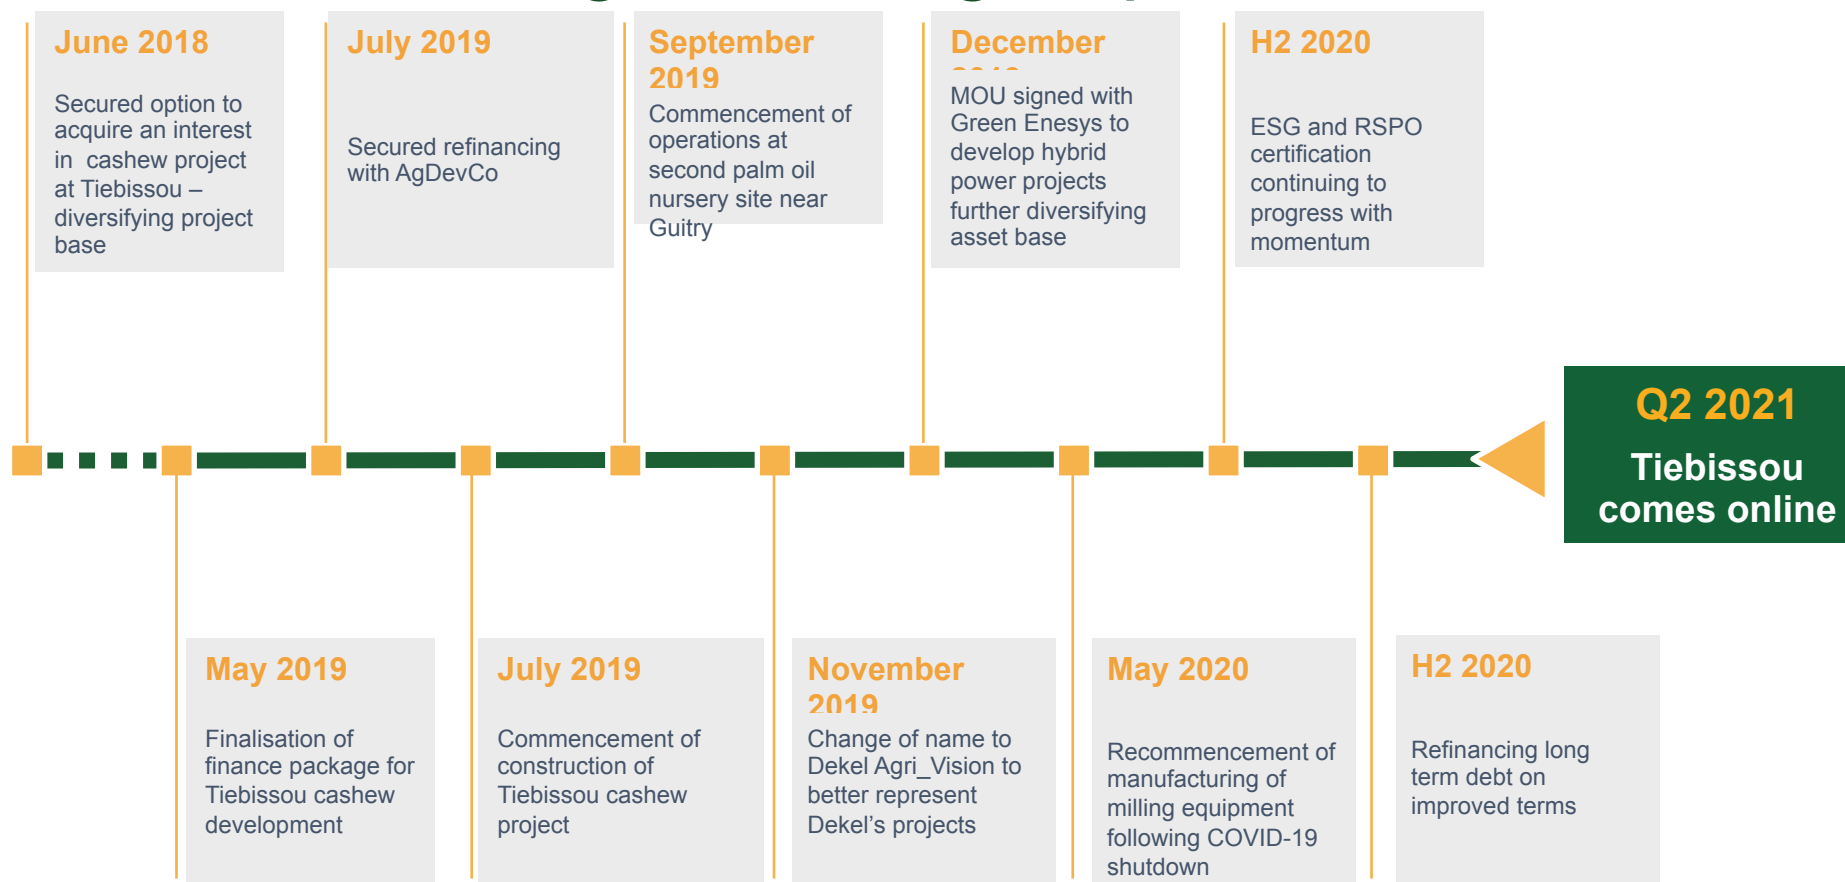 June 2018
Secured option to
acquire an interest
in cashew project
at Tiebissou –
diversifying project
base
July 2019
Secured refinancing
with AgDevCo
September
2019
Commencement of
operations at
second palm oil
nursery site near
Guitry
December
MOU signed with
Green Enesys to
develop hybrid
power projects
further diversifying
asset base
H2 2020
ESG and RSPO
certification
continuing to
progress with
momentum
Q2 2021
Tiebissou
comes online
May 2019
Finalisation of
finance package for
Tiebissou cashew
development
July 2019
Commencement of
construction of
Tiebissou cashew
project
November
2019
Change of name to
Dekel Agri_Vision to
better represent
Dekel’s projects
May 2020
Recommencement of
manufacturing of
milling equipment
following COVID-19
shutdown
H2 2020
Refinancing long
term debt on
improved terms